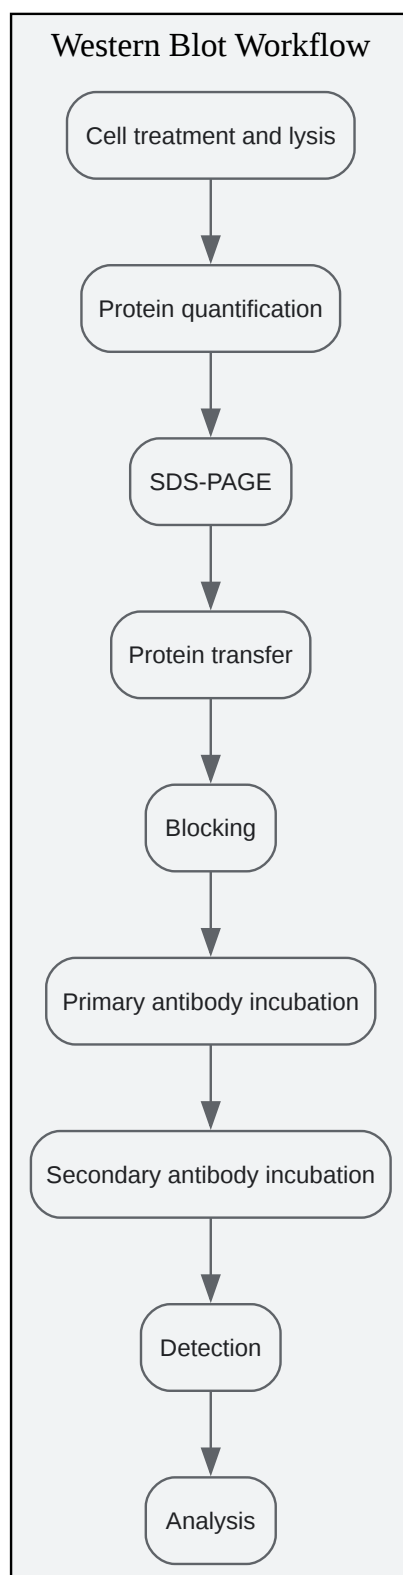 Western Blot Workflow
Cell treatment and lysis
Protein quantification
SDS-PAGE
Protein transfer
Blocking
Primary antibody incubation
Secondary antibody incubation
Detection
Analysis